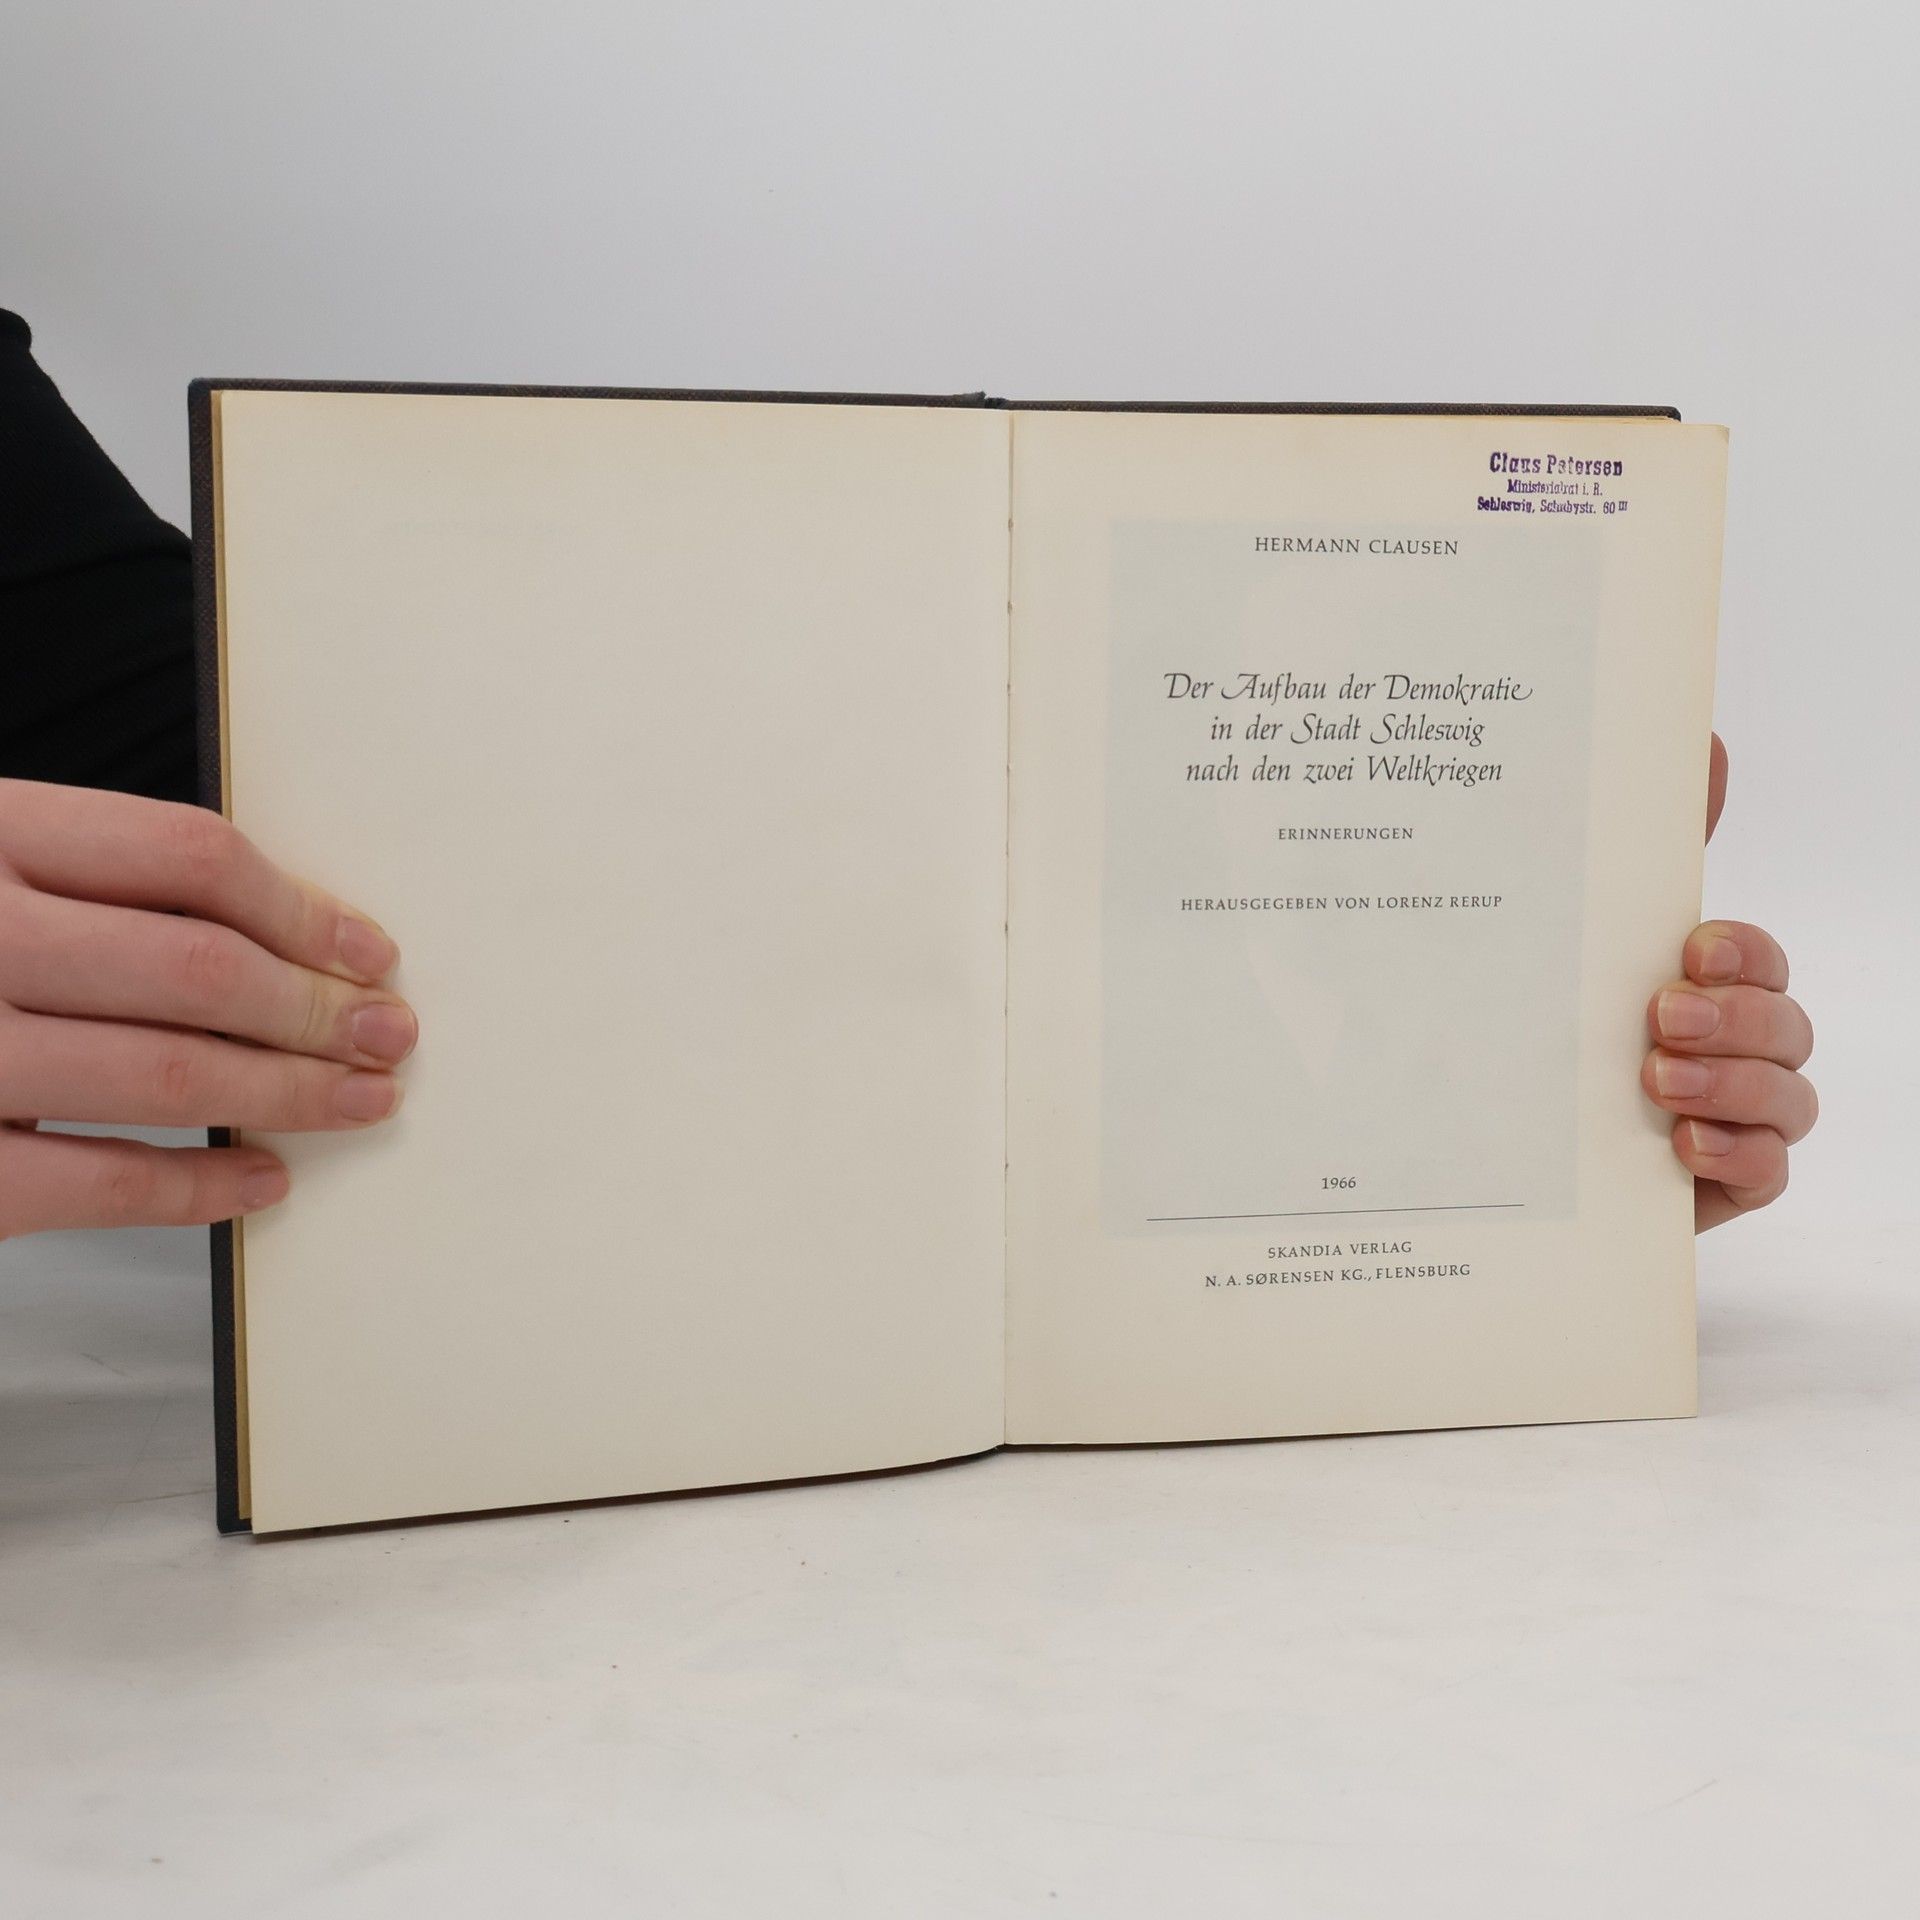 Claus Petersen
Ministerialrat i. R.
Schleswig, Schubystr. 60 III
HERMANN CLAUSEN
Der Aufbau der Demokratie
in der Stadt Schleswig
nach den zwei Weltkriegen
ERINNERUNGEN
HERAUSGEGEBEN VON LORENZ RERUP
1966
SKANDIA VERLAG
N. A. SØRENSEN KG., FLENSBURG